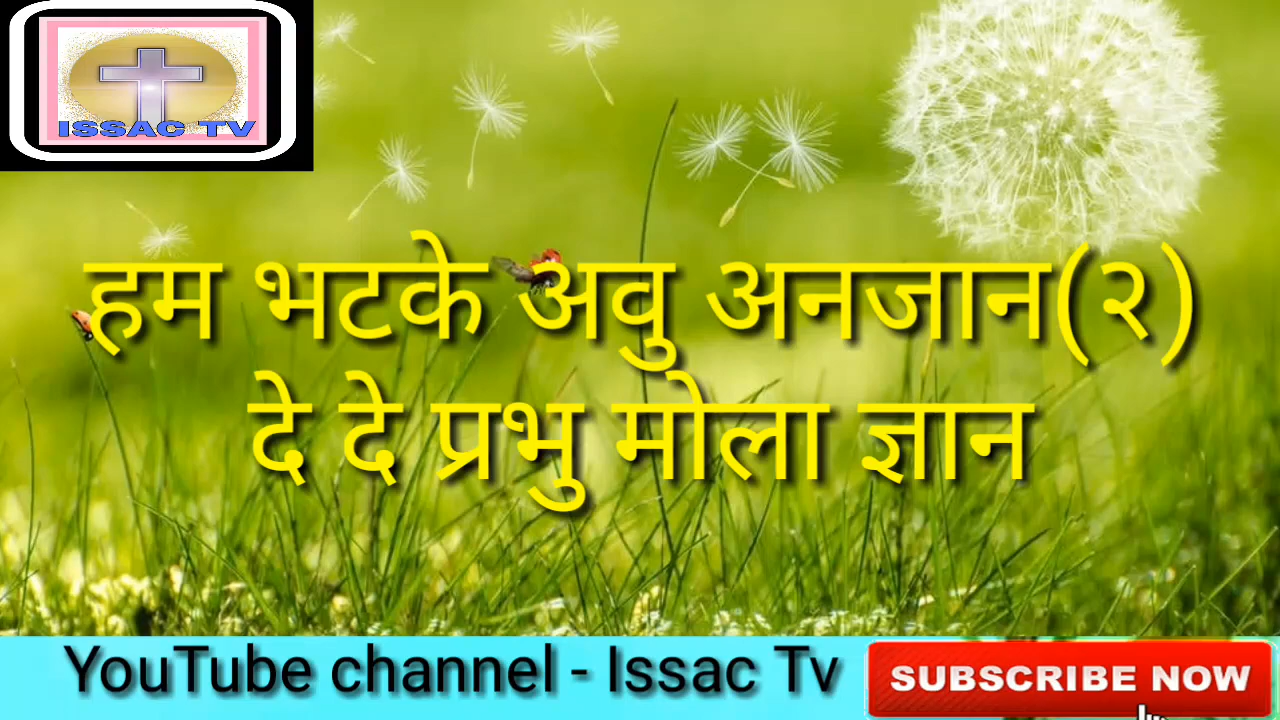 ISSAC TV
हम भटके अवु अनजान(२)
दे दे प्रभु मोला ज्ञान
YouTube channel - Issac Tv
SUBSCRIBE NOW